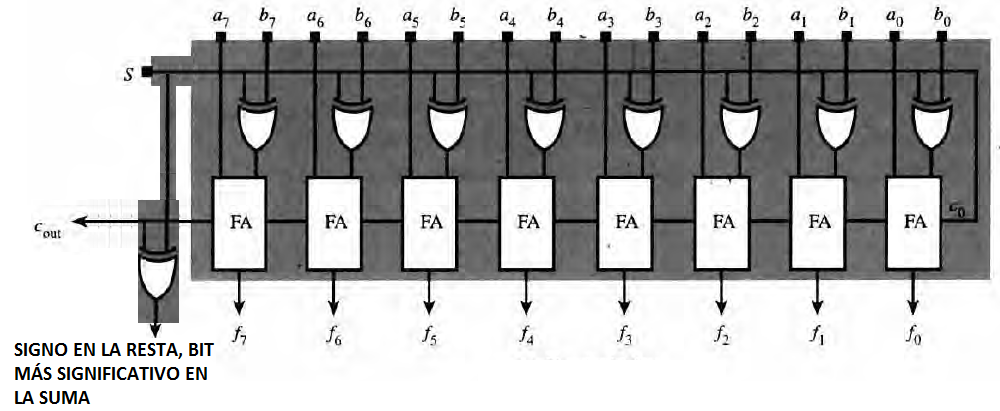 a7 b7 a6 b6 a5 b5 a4 b4 a3 b3 a2 b2 a1 b1 a0 b0
S
FA FA FA FA FA FA FA FA c0
cout
f7 f6 f5 f4 f3 f2 f1 f0
SIGNO EN LA RESTA, BIT
MÁS SIGNIFICATIVO EN
LA SUMA